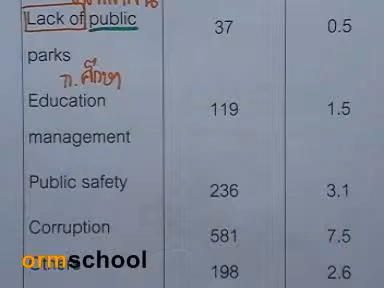 Lack of public 37 0.5
parks
ก. ศึกษา
Education 119 1.5
management
Public safety 236 3.1
Corruption 581 7.5
ormschool
Others 198 2.6